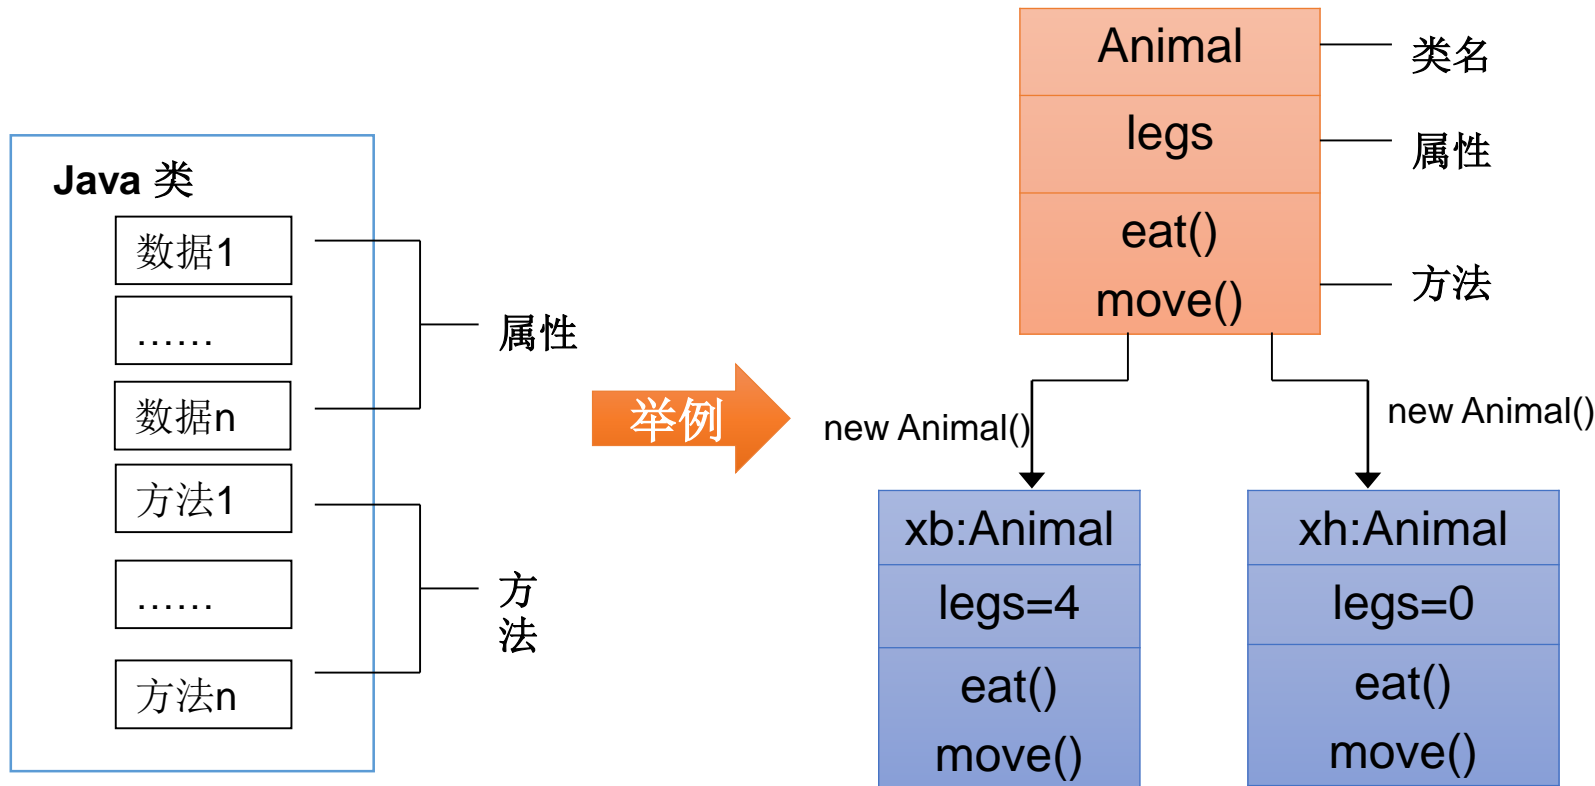 Java 类
数据1
……
数据n
方法1
……
方法n
属性
方
法
举例
Animal
legs
eat()
move()
类名
属性
方法
new Animal()
new Animal()
xb:Animal
legs=4
eat()
move()
xh:Animal
legs=0
eat()
move()